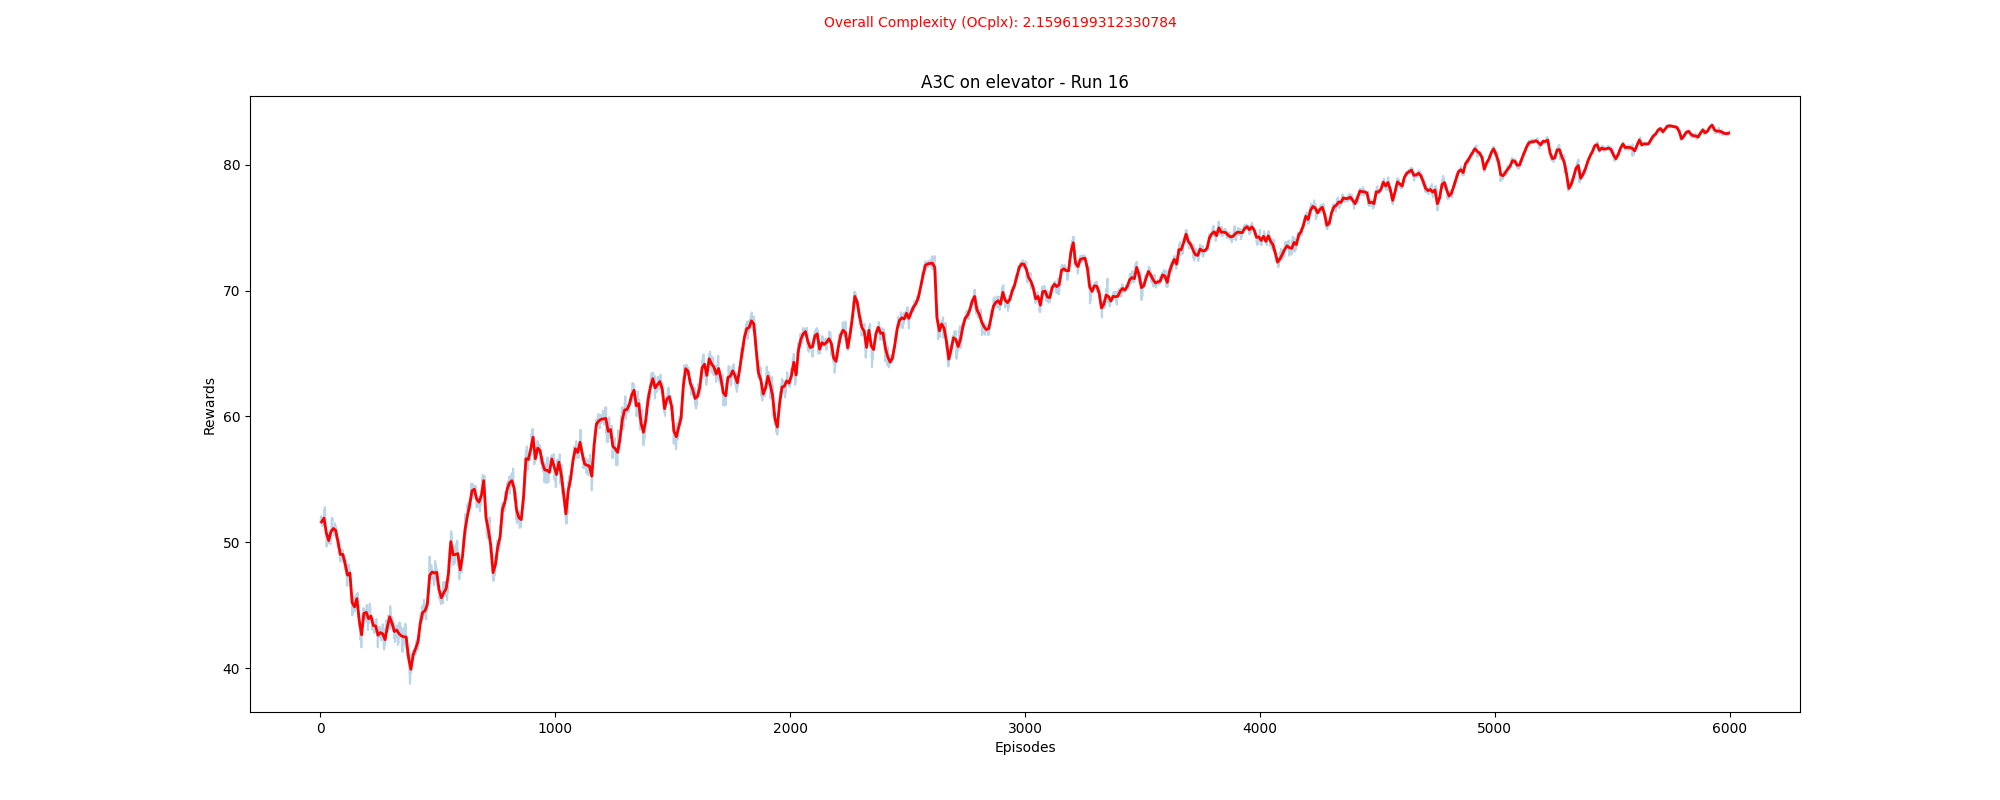 Overall Complexity (OCplx): 2.1596199312330784
A3C on elevator - Run 16
Rewards
80
70
60
50
40
0 1000 2000 3000 4000 5000 6000
Episodes